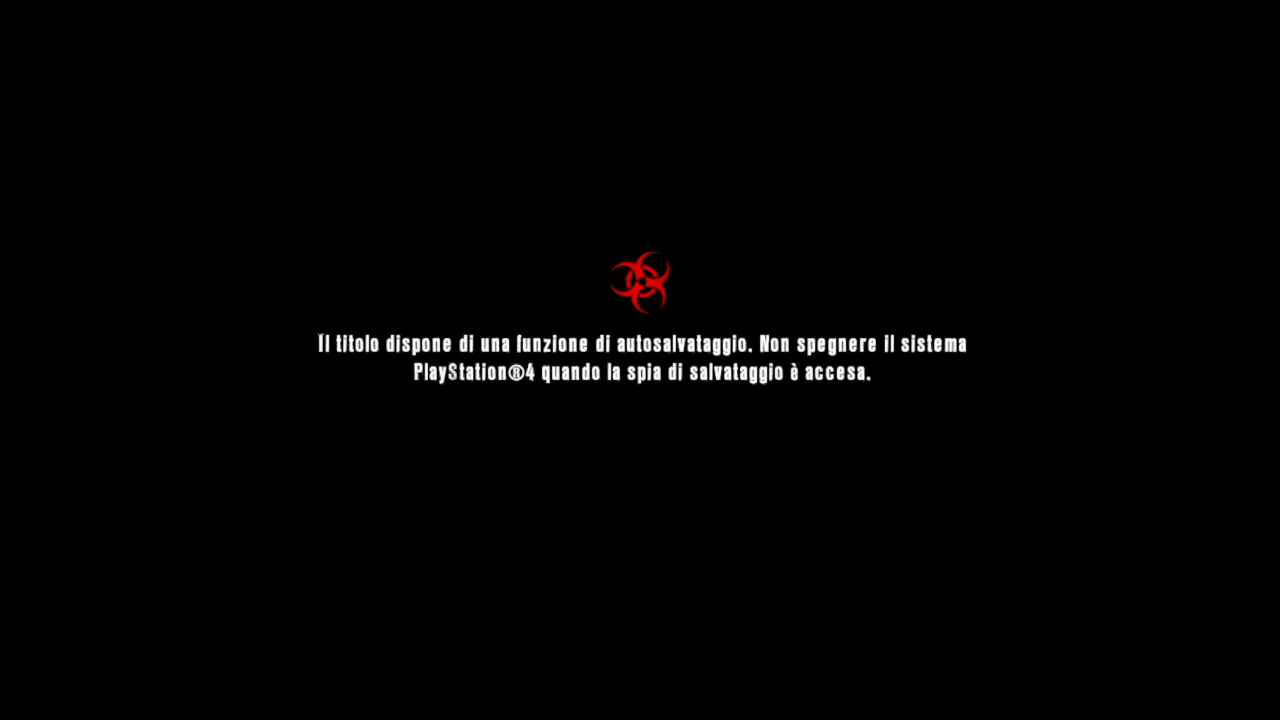 Il titolo dispone di una funzione di autosalvataggio. Non spegnere il sistema
PlayStation®4 quando la spia di salvataggio è accesa.